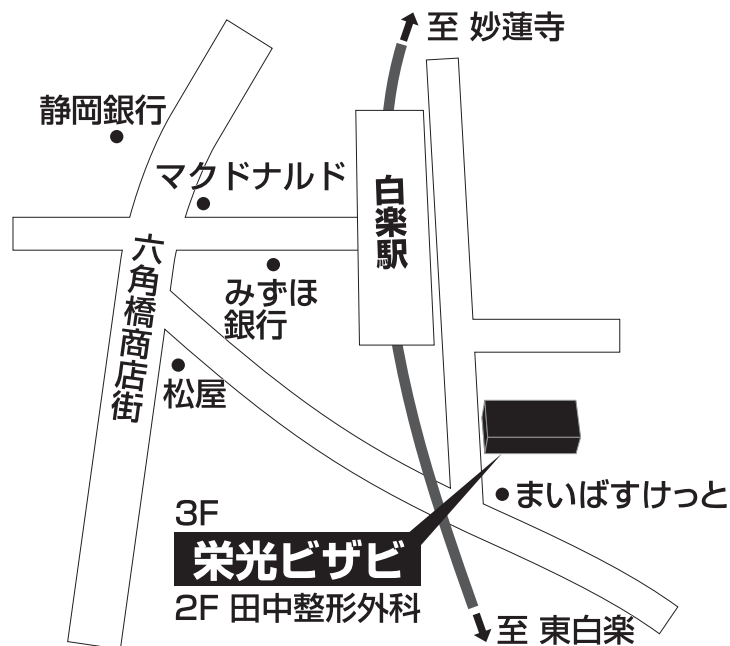 至 妙蓮寺
静岡銀行
マクドナルド
白楽駅
六角橋商店街
みずほ
銀行
松屋
まいばすけっと
3F
栄光ビザビ
2F 田中整形外科
至 東白楽